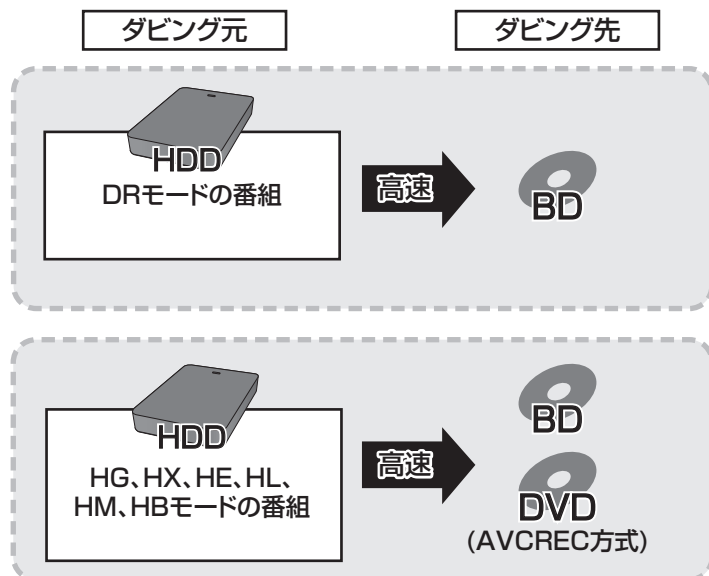 ダビング元
ダビング先
HDD
DRモードの番組
高速
BD
HDD
HG、HX、HE、HL、
HM、HBモードの番組
高速
BD
DVD
(AVCREC方式)